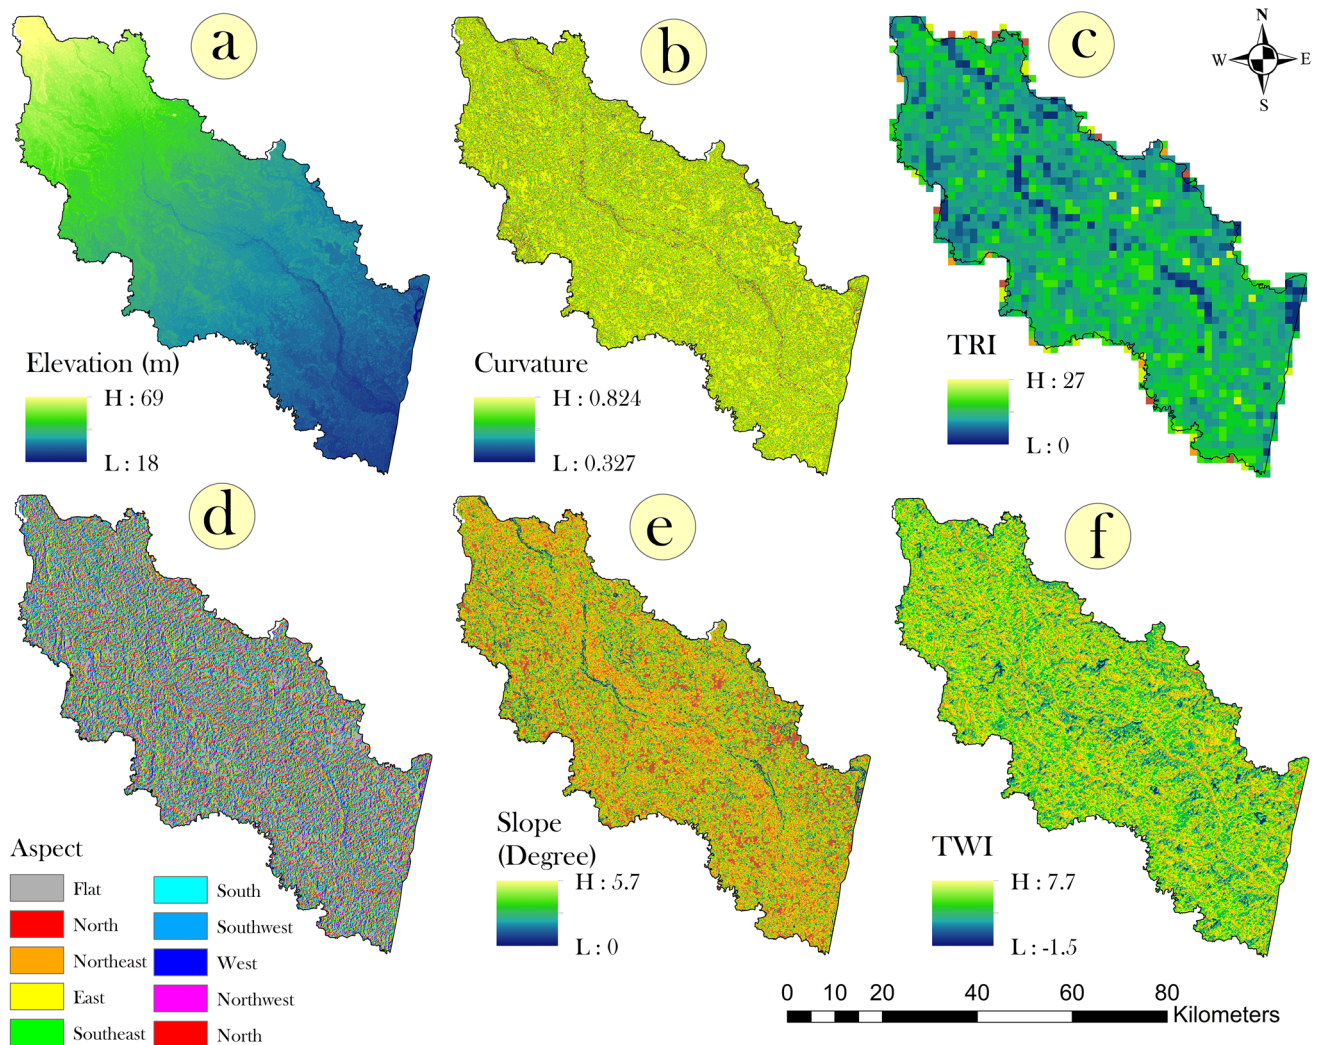 a
b
c
N
W
E
S
Elevation (m)
H : 69
L : 18
Curvature
H : 0.824
L : 0.327
TRI
H : 27
L : 0
d
e
f
Aspect
Flat
North
Northeast
East
Southeast
South
Southwest
West
Northwest
North
Slope
(Degree)
H : 5.7
L : 0
TWI
H : 7.7
L : -1.5
0 10 20 40 60 80
Kilometers